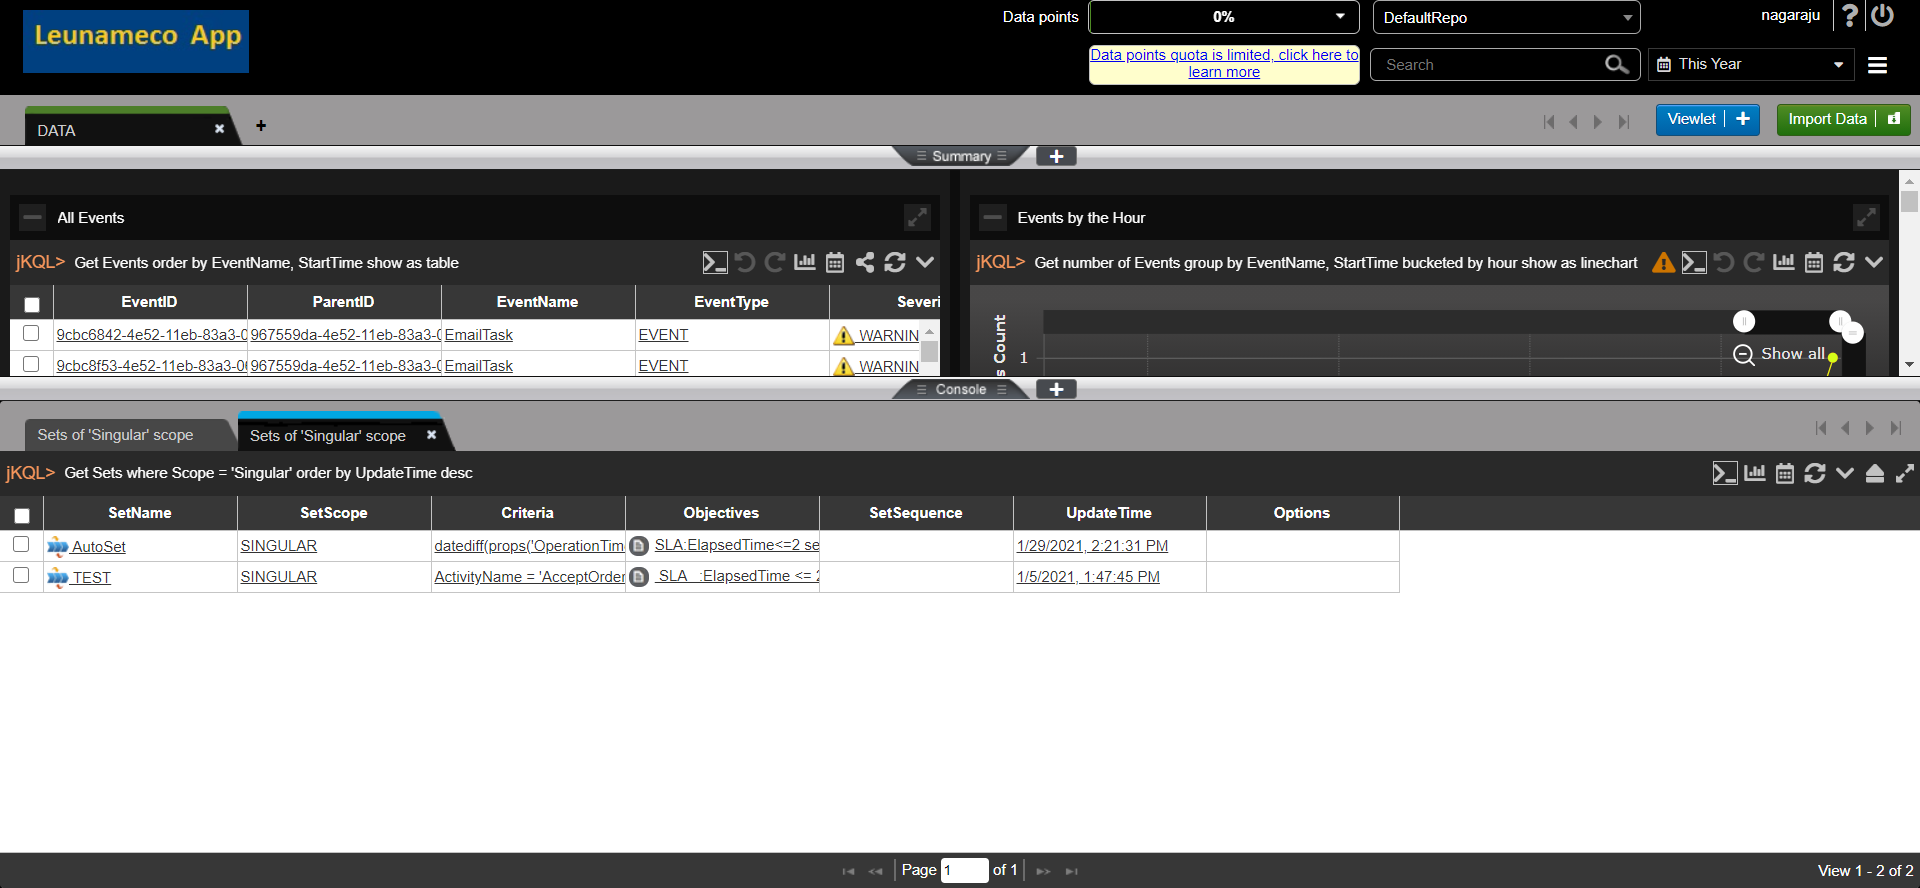 Leunameco App
Data points
0%
DefaultRepo
nagaraju
?
Data points quota is limited, click here to
learn more
Search
This Year
DATA
Viewlet
Import Data
Summary
All Events
jKQL> Get Events order by EventName, StartTime show as table
EventID ParentID EventName EventType Severi
9cbc6842-4e52-11eb-83a3-0 967559da-4e52-11eb-83a3-0 EmailTask EVENT WARNIN
9cbc8f53-4e52-11eb-83a3-0 967559da-4e52-11eb-83a3-0 EmailTask EVENT WARNIN
Events by the Hour
jKQL> Get number of Events group by EventName, StartTime bucketed by hour show as linechart
s Count
1
Show all
Console
Sets of 'Singular' scope
Sets of 'Singular' scope
jKQL> Get Sets where Scope = 'Singular' order by UpdateTime desc
SetName SetScope Criteria Objectives SetSequence UpdateTime Options
AutoSet SINGULAR datediff(props('OperationTim SLA:ElapsedTime<=2 se 1/29/2021, 2:21:31 PM
TEST SINGULAR ActivityName = 'AcceptOrder SLA :ElapsedTime <= 2 1/5/2021, 1:47:45 PM
Page 1 of 1
View 1 - 2 of 2